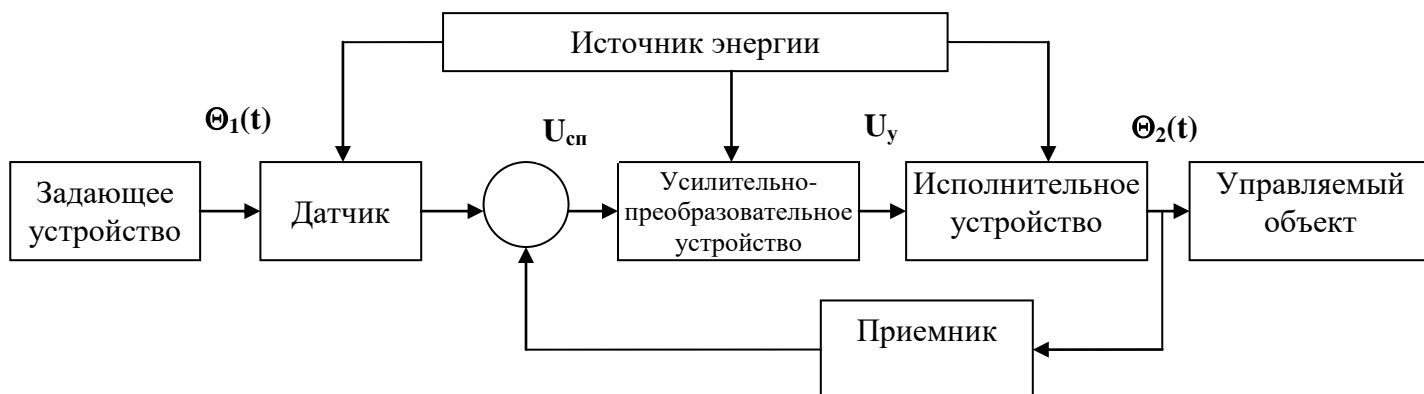 Источник энергии
Θ₁(t)
Uсп
Uу
Θ₂(t)
Задающее
устройство
Датчик
Усилительно-
преобразовательное
устройство
Исполнительное
устройство
Управляемый
объект
Приемник